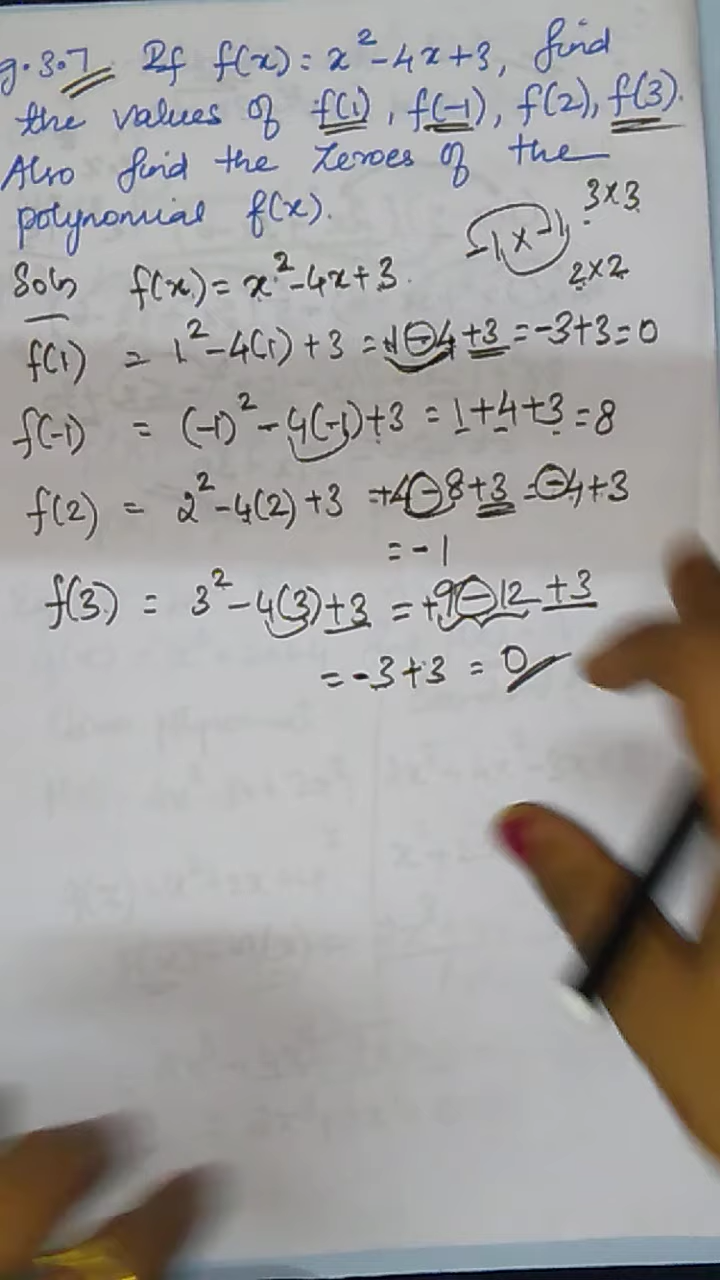 g.3.7 If f(x) = x²-4x+3, find
the values of f(1), f(-1), f(2), f(3).
Also find the zeroes of the
polynomial f(x).
3×3
-1×-1
2×2
Soln f(x) = x²-4x+3.
f(1) = 1²-4(1)+3 = +1-4+3 = -3+3 = 0
f(-1) = (-1)²-4(-1)+3 = 1+4+3 = 8
f(2) = 2²-4(2)+3 = +4-8+3 = -4+3
= -1
f(3) = 3²-4(3)+3 = +9-12+3
= -3+3 = 0